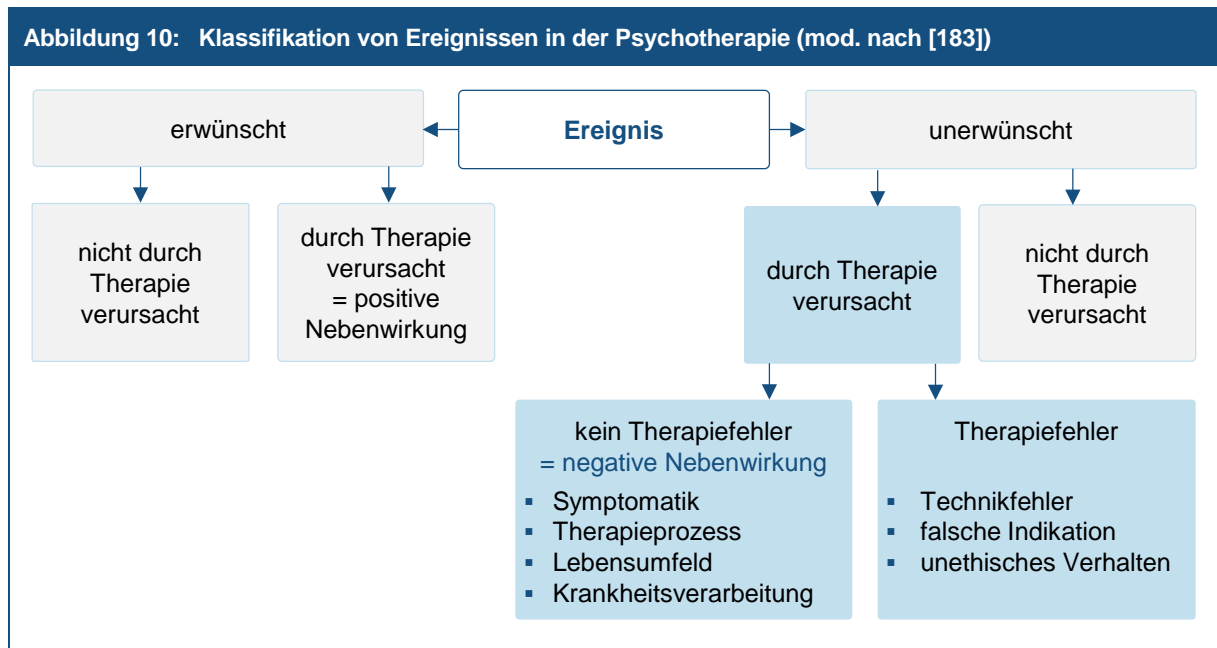 Abbildung 10: Klassifikation von Ereignissen in der Psychotherapie (mod. nach [183])
erwünscht
Ereignis
unerwünscht
nicht durch
Therapie
verursacht
durch Therapie
verursacht
= positive
Nebenwirkung
durch Therapie
verursacht
nicht durch
Therapie
verursacht
kein Therapiefehler
= negative Nebenwirkung
▪ Symptomatik
▪ Therapieprozess
▪ Lebensumfeld
▪ Krankheitsverarbeitung
Therapiefehler
▪ Technikfehler
▪ falsche Indikation
▪ unethisches Verhalten